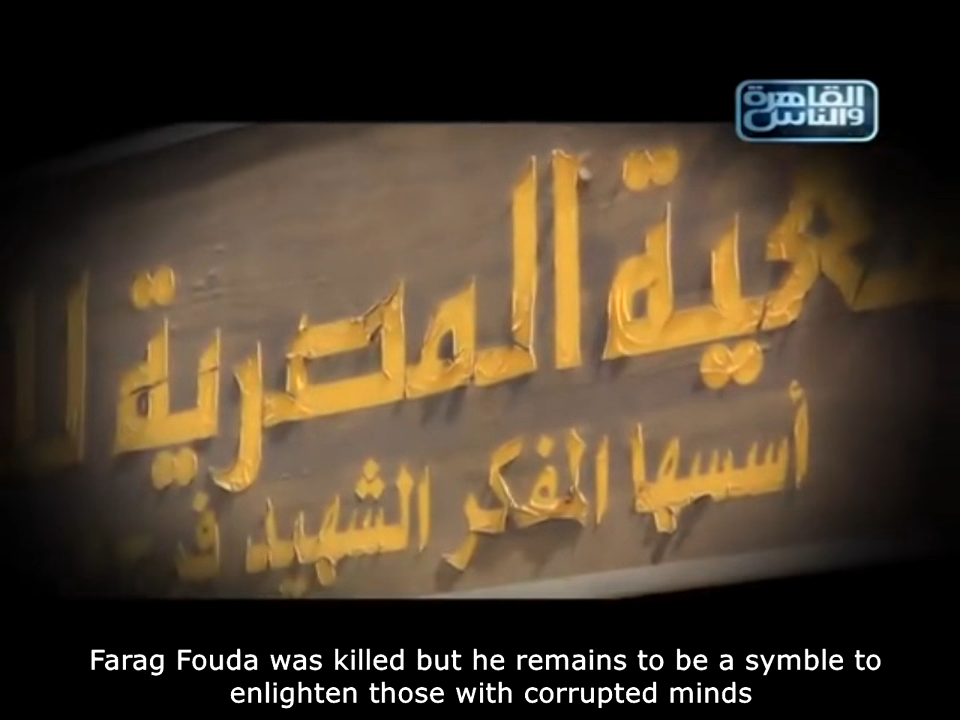 القاهرة
والناس
المصرية
أسسها المفكر الشهيد
Farag Fouda was killed but he remains to be a symble to
enlighten those with corrupted minds